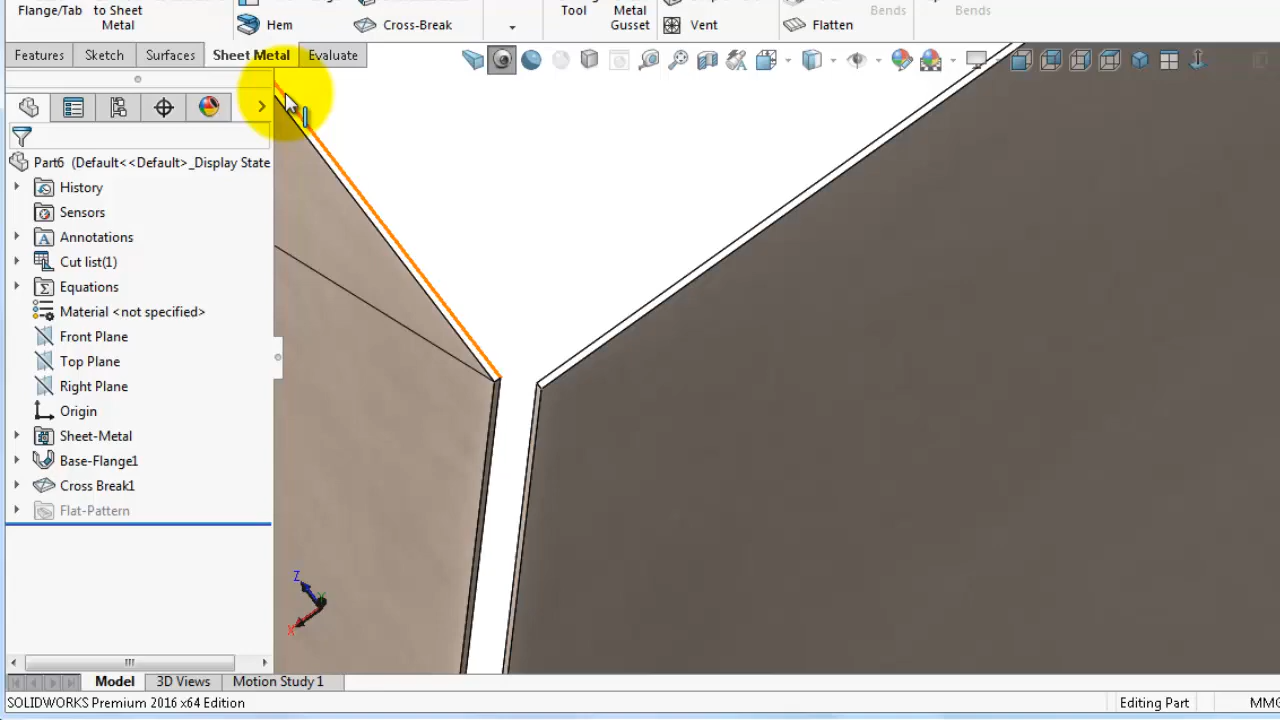 Flange/Tab
to Sheet
Metal
Hem
Cross-Break
Tool
Metal
Gusset
Vent
Flatten
Bends
Bends
Features
Sketch
Surfaces
Sheet Metal
Evaluate
Part6 (Default<<Default>_Display State
History
Sensors
Annotations
Cut list(1)
Equations
Material <not specified>
Front Plane
Top Plane
Right Plane
Origin
Sheet-Metal
Base-Flange1
Cross Break1
Flat-Pattern
Z
X
Model
3D Views
Motion Study 1
SOLIDWORKS Premium 2016 x64 Edition
Editing Part
MMG